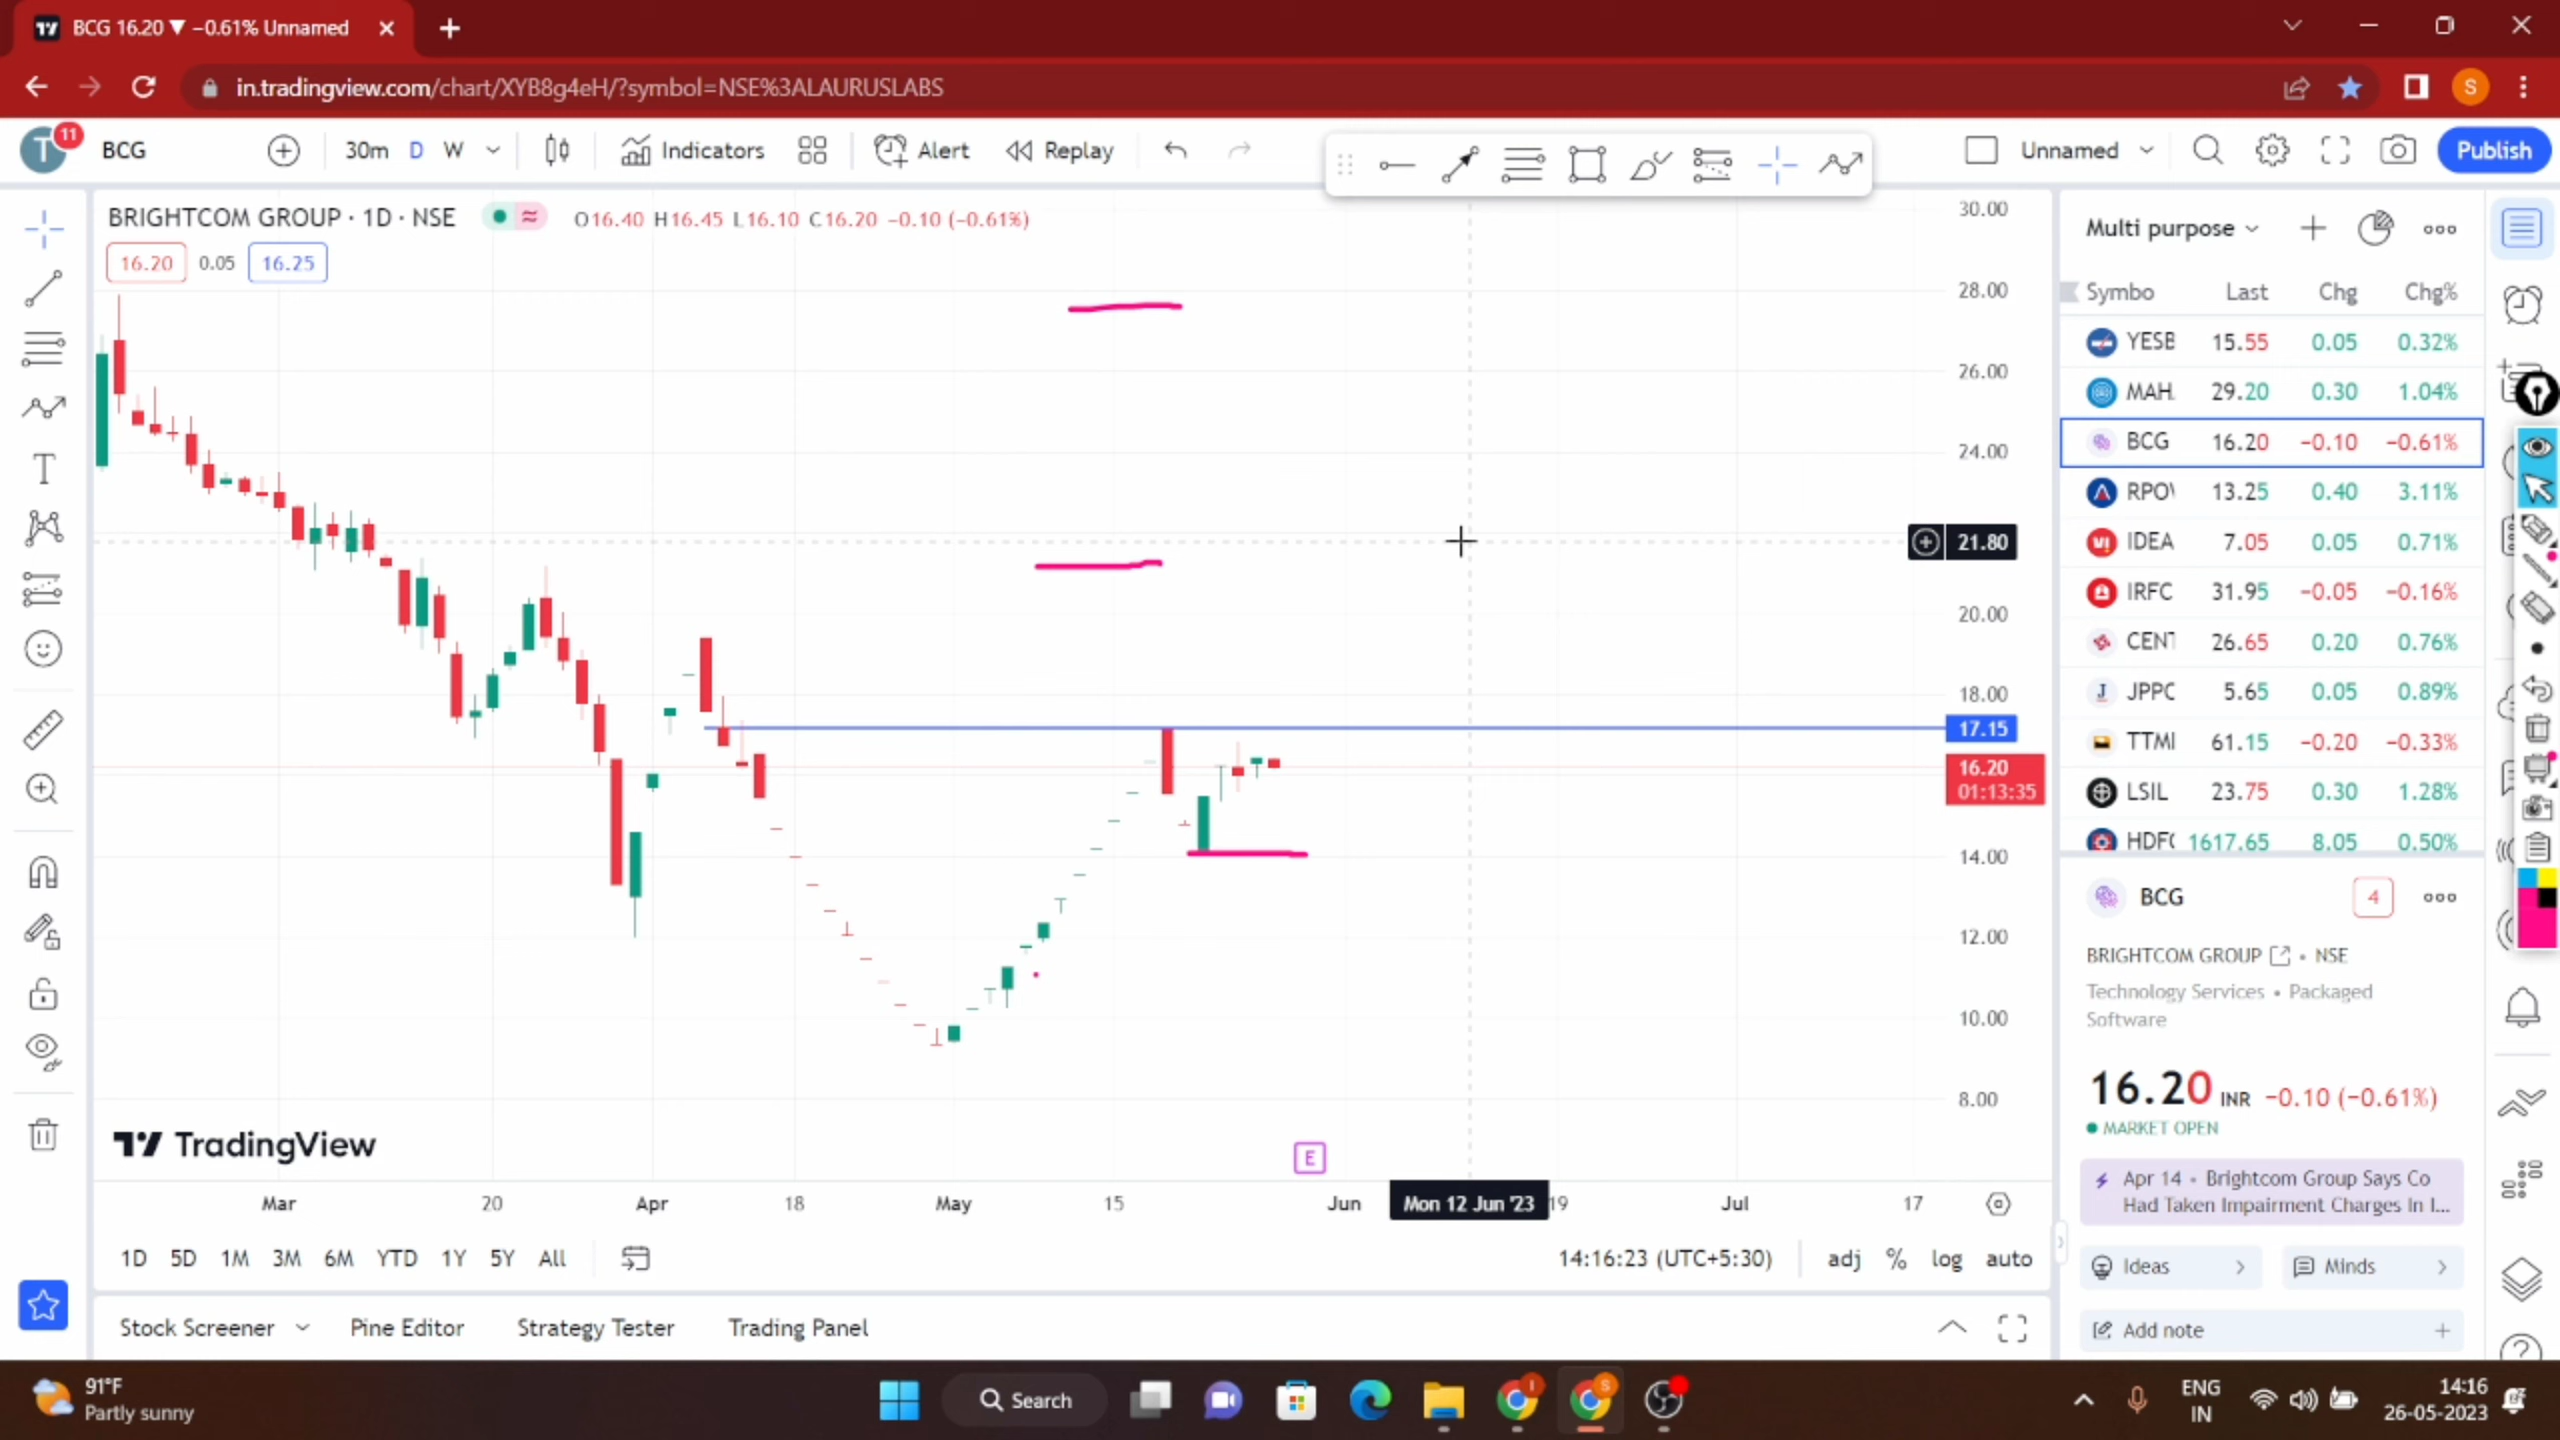 BCG 16.20 ▼ −0.61% Unnamed
in.tradingview.com/chart/XYB8g4eH/?symbol=NSE%3ALAURUSLABS
T 11 BCG 30m D W Indicators Alert Replay Unnamed Publish
BRIGHTCOM GROUP · 1D · NSE O16.40 H16.45 L16.10 C16.20 −0.10 (−0.61%)
16.20 0.05 16.25
30.00
28.00
26.00
24.00
21.80
20.00
18.00
17.15
16.20
01:13:35
14.00
12.00
10.00
8.00
TradingView
E
Mar 20 Apr 18 May 15 Jun Mon 12 Jun '23 19 Jul 17
1D 5D 1M 3M 6M YTD 1Y 5Y All 14:16:23 (UTC+5:30) adj % log auto
Stock Screener Pine Editor Strategy Tester Trading Panel
Multi purpose
Symbo Last Chg Chg%
YESB 15.55 0.05 0.32%
MAH. 29.20 0.30 1.04%
BCG 16.20 −0.10 −0.61%
RPO 13.25 0.40 3.11%
IDEA 7.05 0.05 0.71%
IRFC 31.95 −0.05 −0.16%
CENT 26.65 0.20 0.76%
JPPC 5.65 0.05 0.89%
TTMI 61.15 −0.20 −0.33%
LSIL 23.75 0.30 1.28%
HDFC 1617.65 8.05 0.50%
BCG 4
BRIGHTCOM GROUP • NSE
Technology Services • Packaged
Software
16.20 INR −0.10 (−0.61%)
MARKET OPEN
Apr 14 • Brightcom Group Says Co
Had Taken Impairment Charges In I...
Ideas Minds
Add note
91°F
Partly sunny
Search
ENG
IN
14:16
26-05-2023